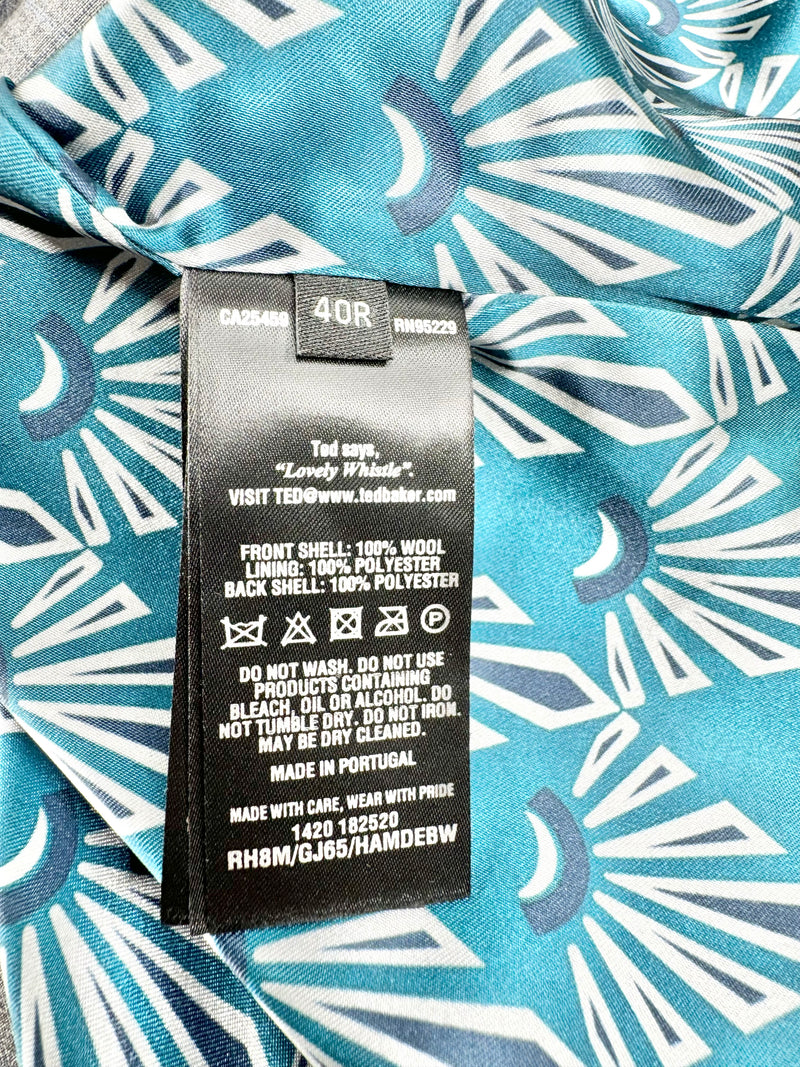 CA25459 40R RN95229
Ted says,
"Lovely Whistle".
VISIT TED@www.tedbaker.com
FRONT SHELL: 100% WOOL
LINING: 100% POLYESTER
BACK SHELL: 100% POLYESTER
P
DO NOT WASH. DO NOT USE
PRODUCTS CONTAINING
BLEACH, OIL OR ALCOHOL. DO
NOT TUMBLE DRY. DO NOT IRON.
MAY BE DRY CLEANED.
MADE IN PORTUGAL
MADE WITH CARE, WEAR WITH PRIDE
1420 182520
RH8M/GJ65/HAMDEBW